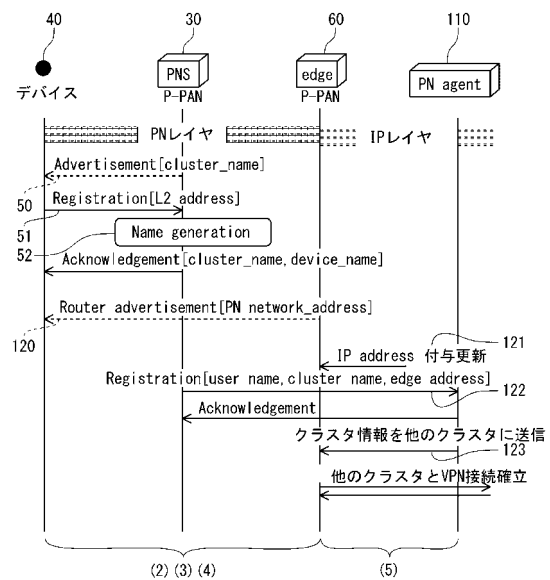 40
30
60
110
デバイス
PNS
P-PAN
edge
P-PAN
PN agent
PNレイヤ
IPレイヤ
Advertisement[cluster_name]
50
Registration[L2 address]
51
Name generation
52
Acknowledgement[cluster_name,device_name]
Router advertisement[PN network_address]
120
121
IP address 付与更新
Registration[user name,cluster name,edge address]
122
Acknowledgement
クラスタ情報を他のクラスタに送信
123
他のクラスタとVPN接続確立
(2) (3) (4)
(5)